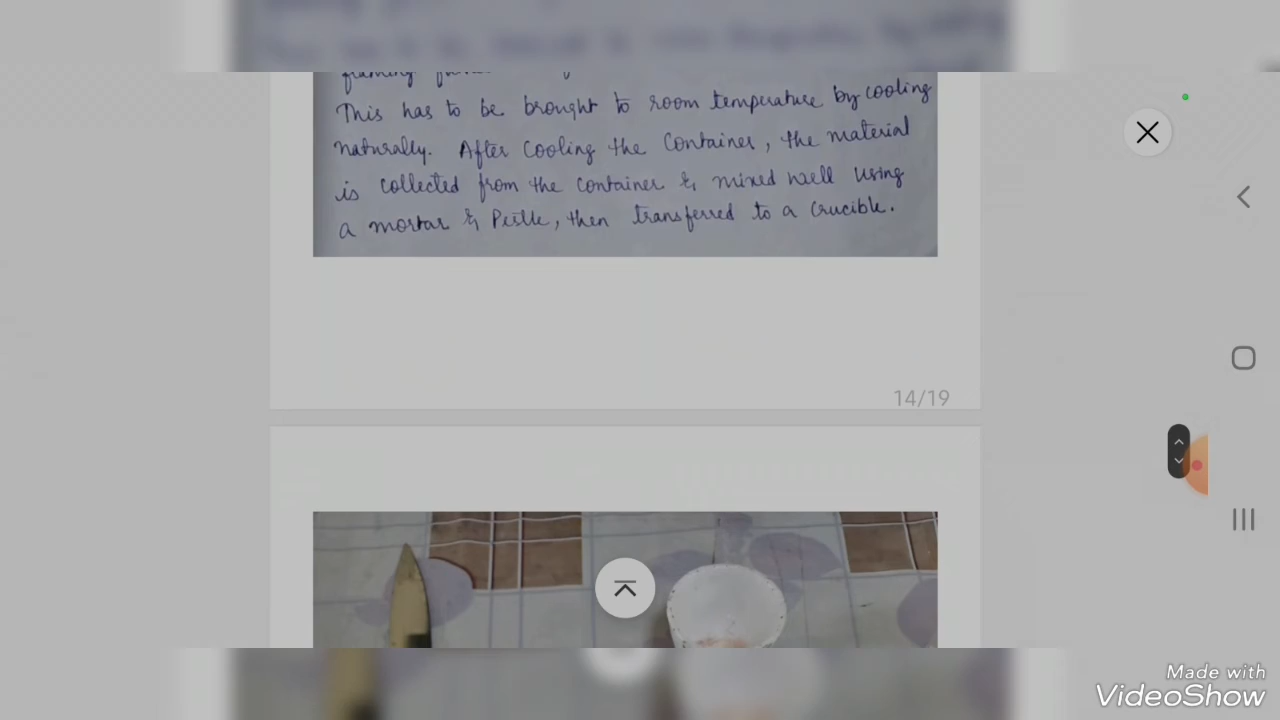 This has to be brought to room temperature by cooling
naturally. After cooling the container, the material
is collected from the container & mixed well using
a mortar & Pestle, then transferred to a crucible.
14/19
Made with
VideoShow